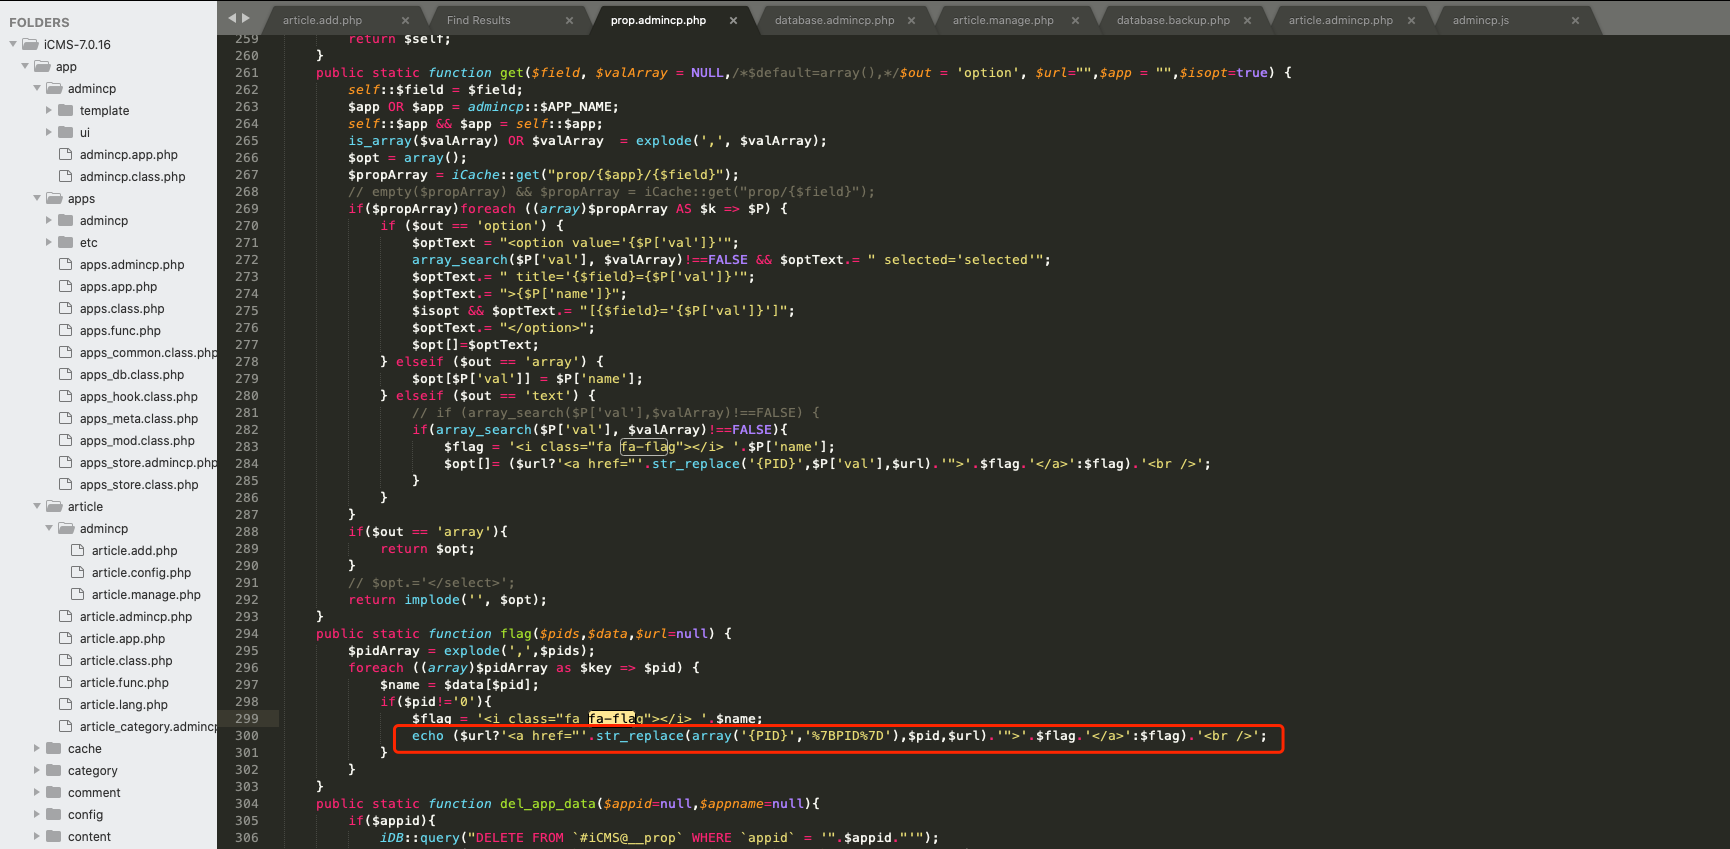 FOLDERS
iCMS-7.0.16
app
admincp
template
ui
admincp.app.php
admincp.class.php
apps
admincp
etc
apps.admincp.php
apps.app.php
apps.class.php
apps.func.php
apps_common.class.php
apps_db.class.php
apps_hook.class.php
apps_meta.class.php
apps_mod.class.php
apps_store.admincp.php
apps_store.class.php
article
admincp
article.add.php
article.config.php
article.manage.php
article.admincp.php
article.app.php
article.class.php
article.func.php
article.lang.php
article_category.admincp
cache
category
comment
config
content
article.add.php × Find Results × prop.admincp.php × database.admincp.php × article.manage.php × database.backup.php × article.admincp.php × admincp.js ×
259 return $self;
260 }
261 public static function get($field, $valArray = NULL,/*$default=array(),*/$out = 'option', $url="",$app = "",$isopt=true) {
262 self::$field = $field;
263 $app OR $app = admincp::$APP_NAME;
264 self::$app && $app = self::$app;
265 is_array($valArray) OR $valArray  = explode(',', $valArray);
266 $opt = array();
267 $propArray = iCache::get("prop/{$app}/{$field}");
268 // empty($propArray) && $propArray = iCache::get("prop/{$field}");
269 if($propArray)foreach ((array)$propArray AS $k => $P) {
270 if ($out == 'option') {
271 $optText = "<option value='{$P['val']}'";
272 array_search($P['val'], $valArray)!==FALSE && $optText.= " selected='selected'";
273 $optText.= " title='{$field}={$P['val']}'";
274 $optText.= ">{$P['name']}";
275 $isopt && $optText.= "[{$field}='{$P['val']}']";
276 $optText.= "</option>";
277 $opt[]=$optText;
278 } elseif ($out == 'array') {
279 $opt[$P['val']] = $P['name'];
280 } elseif ($out == 'text') {
281 // if (array_search($P['val'],$valArray)!==FALSE) {
282 if(array_search($P['val'], $valArray)!==FALSE){
283 $flag = '<i class="fa fa-flag"></i> '.$P['name'];
284 $opt[]= ($url?'<a href="'.str_replace('{PID}',$P['val'],$url).'">'.$flag.'</a>':$flag).'<br />';
285 }
286 }
287 }
288 if($out == 'array'){
289 return $opt;
290 }
291 // $opt.='</select>';
292 return implode('', $opt);
293 }
294 public static function flag($pids,$data,$url=null) {
295 $pidArray = explode(',',$pids);
296 foreach ((array)$pidArray as $key => $pid) {
297 $name = $data[$pid];
298 if($pid!='0'){
299 $flag = '<i class="fa fa-flag"></i> '.$name;
300 echo ($url?'<a href="'.str_replace(array('{PID}','%7BPID%7D'),$pid,$url).'">'.$flag.'</a>':$flag).'<br />';
301 }
302 }
303 }
304 public static function del_app_data($appid=null,$appname=null){
305 if($appid){
306 iDB::query("DELETE FROM `#iCMS@__prop` WHERE `appid` = '".$appid."'");